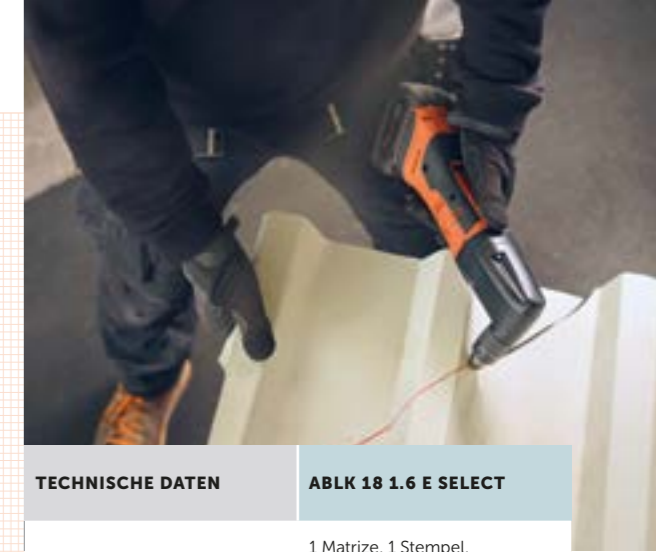 TECHNISCHE DATEN
ABLK 18 1.6 E SELECT
1 Matrize, 1 Stempel,